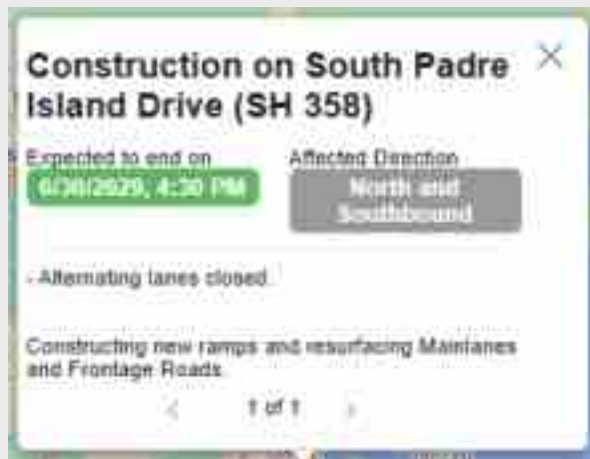 Construction on South Padre
Island Drive (SH 358)
Expected to end on
Affected Direction
6/30/2029, 4:30 PM
North and
Southbound
- Alternating lanes closed.
Constructing new ramps and resurfacing Mainlanes
and Frontage Roads.
1 of 1